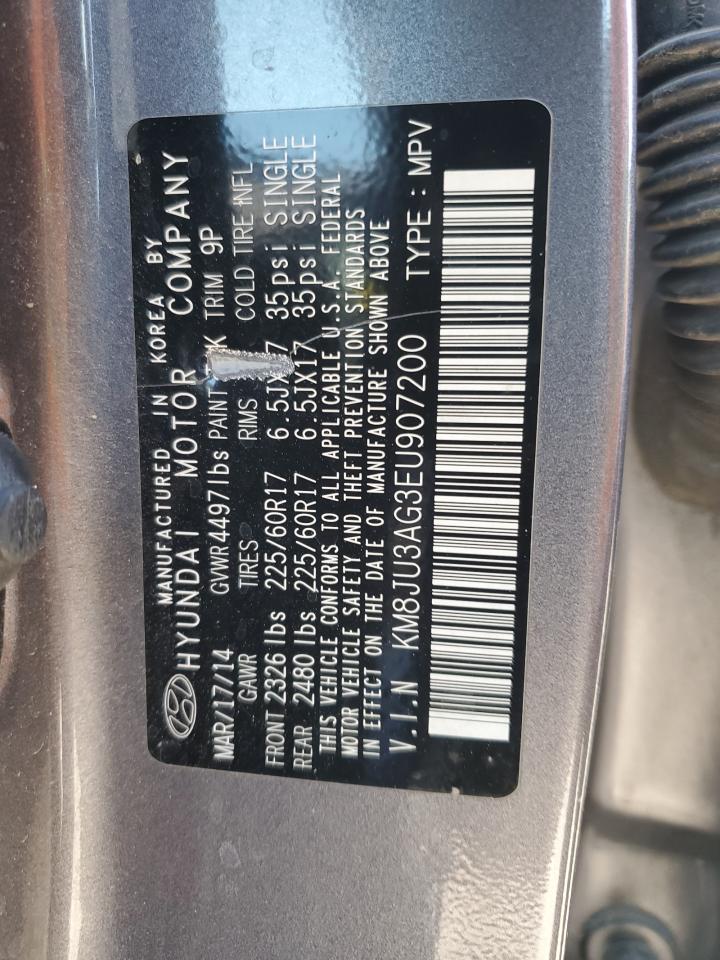 MANUFACTURED IN KOREA BY
HYUNDAI MOTOR COMPANY
MAR/17/14 GVWR 4497lbs PAINT K TRIM 9P
GAWR TIRES RIMS COLD TIRE INFL
FRONT 2326 lbs 225/60R17 6.5JX17 35psi SINGLE
REAR 2480 lbs 225/60R17 6.5JX17 35psi SINGLE
THIS VEHICLE CONFORMS TO ALL APPLICABLE U.S.A. FEDERAL
MOTOR VEHICLE SAFETY AND THEFT PREVENTION STANDARDS
IN EFFECT ON THE DATE OF MANUFACTURE SHOWN ABOVE
V.I.N KM8JU3AG3EU907200 TYPE : MPV